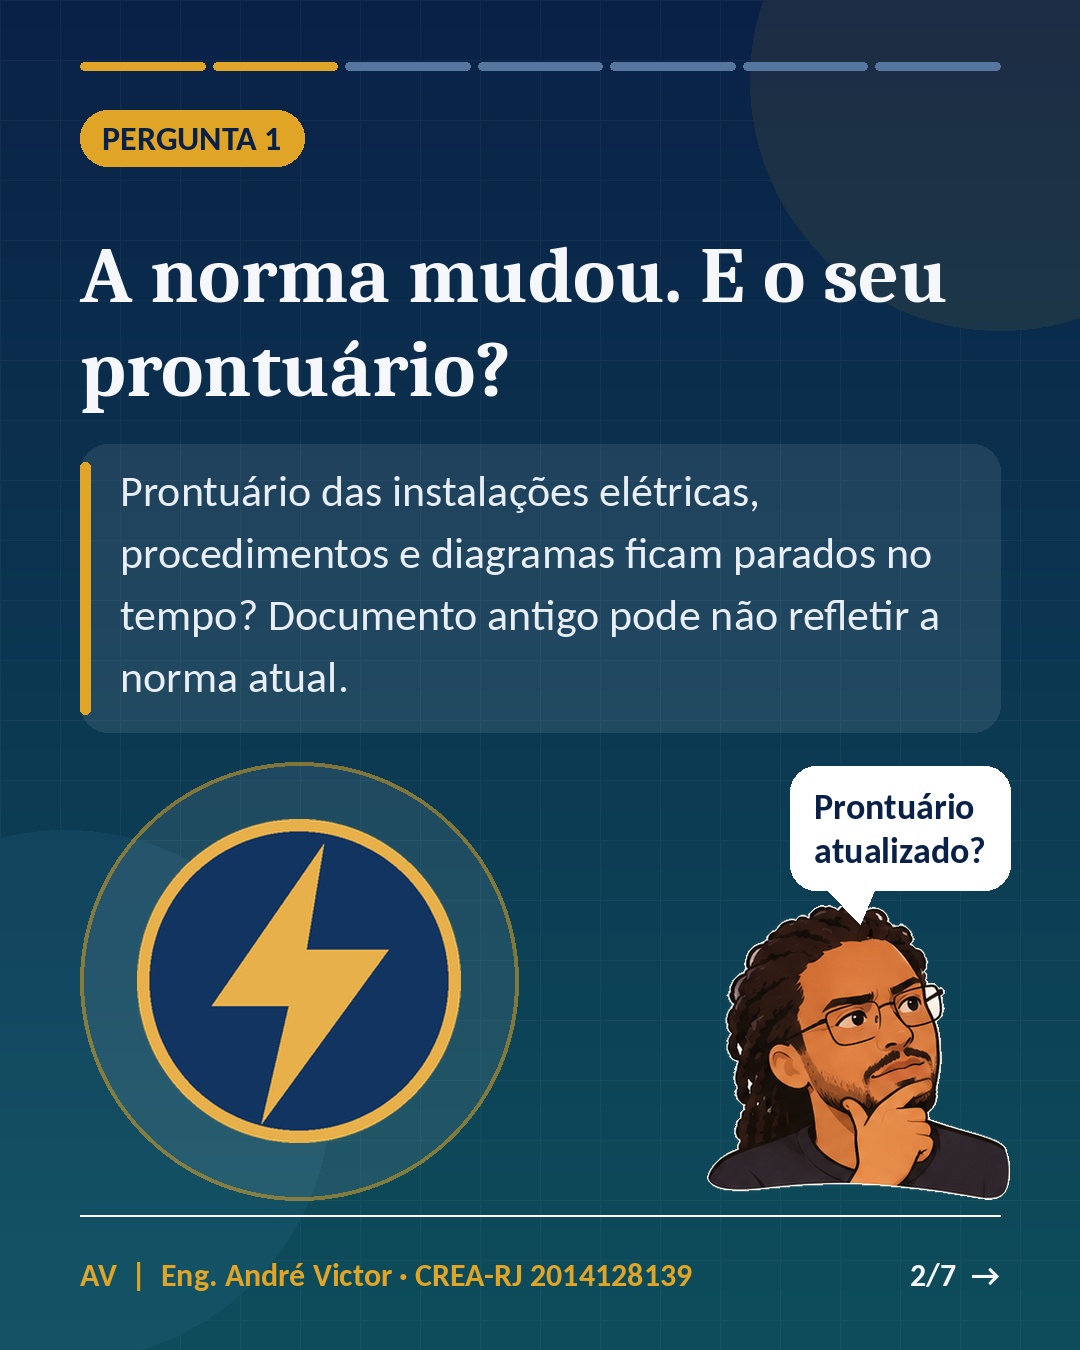 PERGUNTA 1
A norma mudou. E o seu
prontuário?
Prontuário das instalações elétricas,
procedimentos e diagramas ficam parados no
tempo? Documento antigo pode não refletir a
norma atual.
Prontuário
atualizado?
AV | Eng. André Victor · CREA-RJ 2014128139
2/7 →